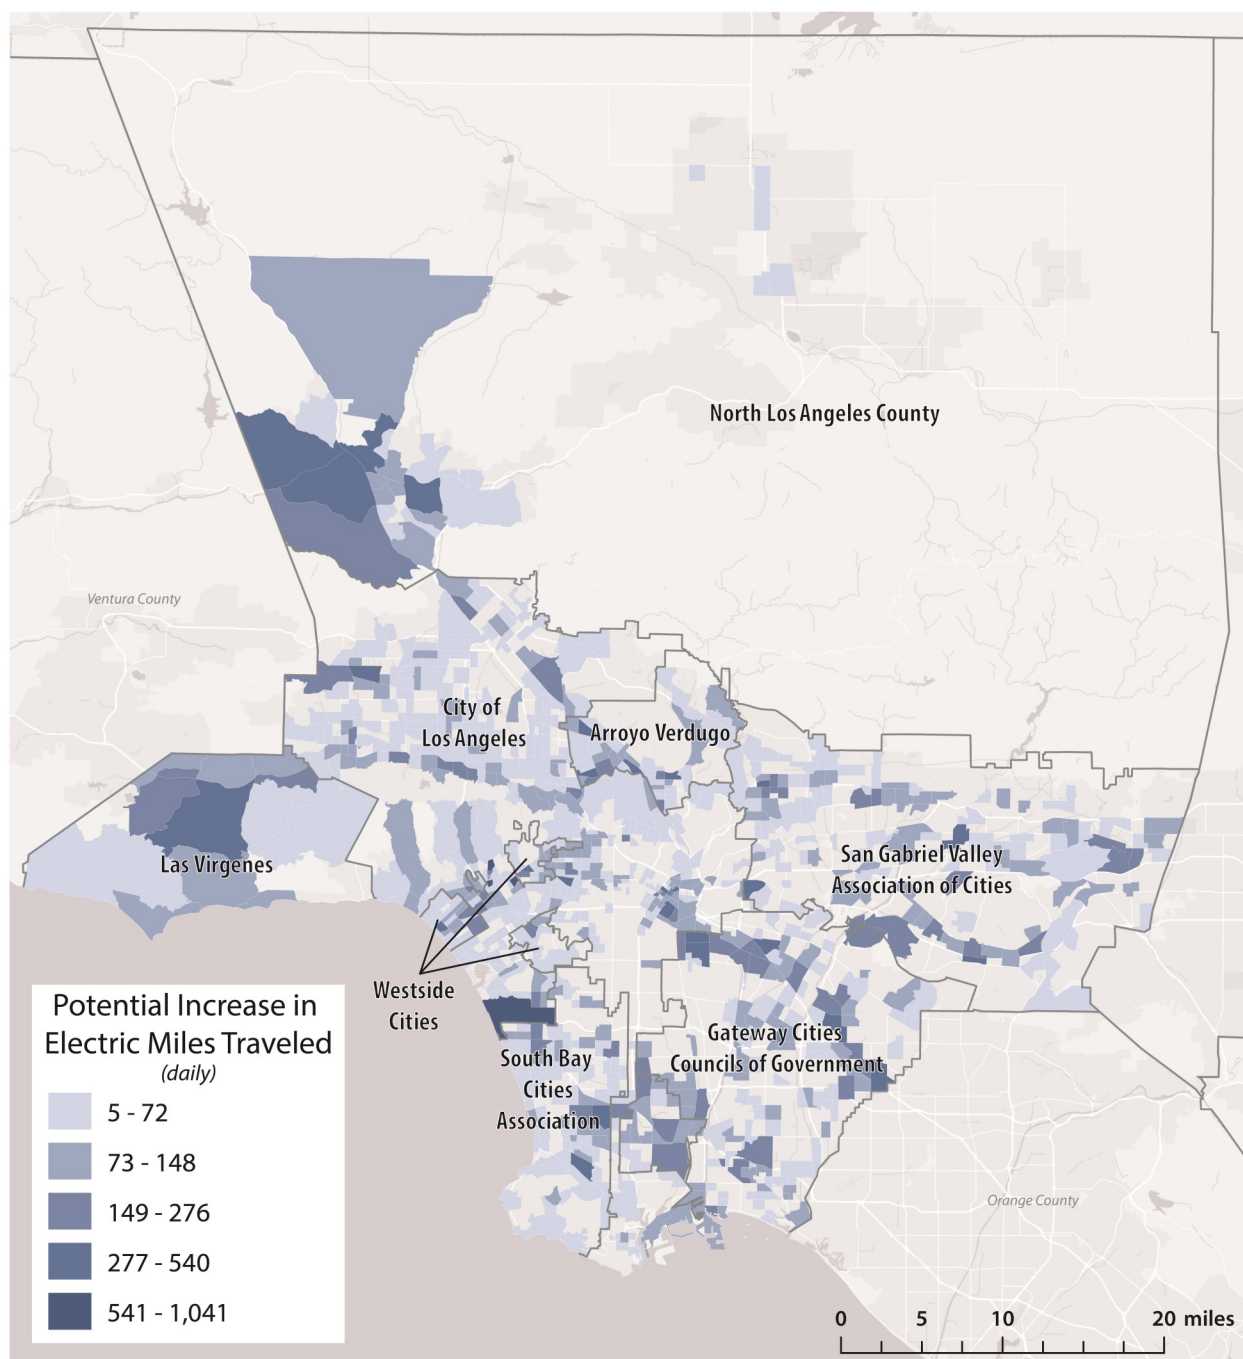 North Los Angeles County
Ventura County
City of
Los Angeles
Arroyo Verdugo
Las Virgenes
San Gabriel Valley
Association of Cities
Westside
Cities
Gateway Cities
Councils of Government
South Bay
Cities
Association
Orange County
Potential Increase in
Electric Miles Traveled
(daily)
5 - 72
73 - 148
149 - 276
277 - 540
541 - 1,041
0 5 10 20 miles